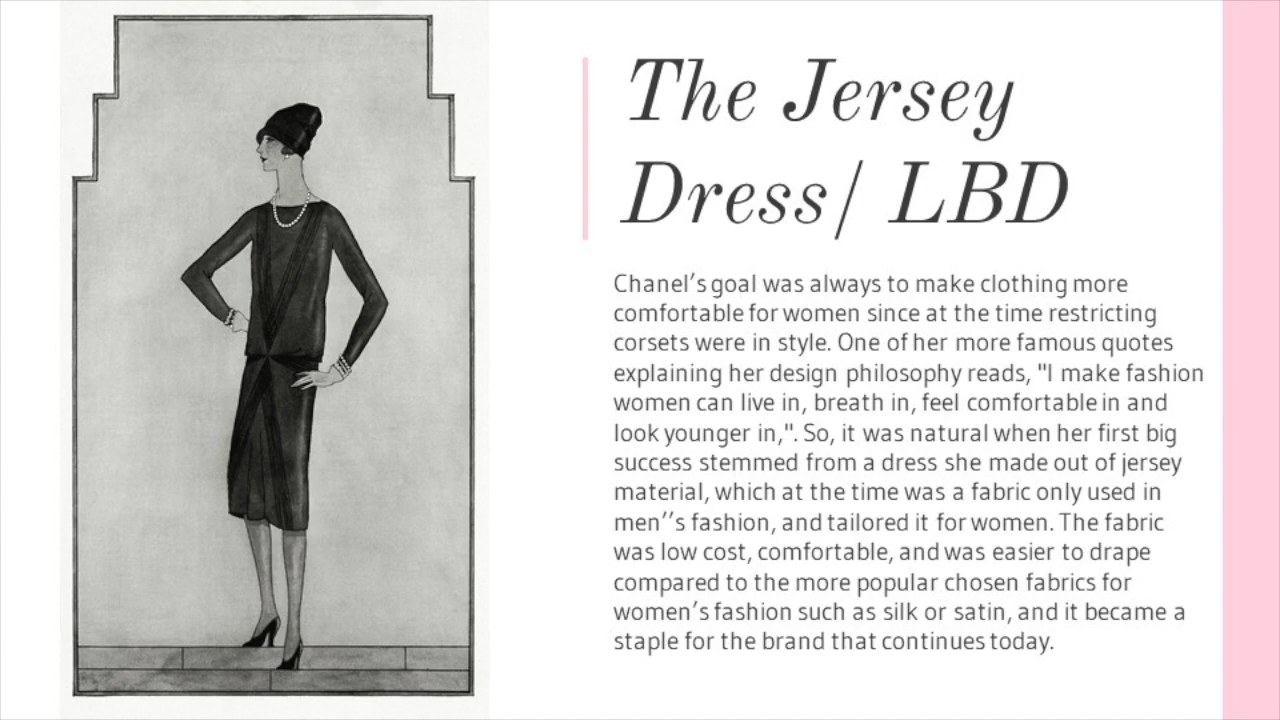 The Jersey
Dress/ LBD
Chanel’s goal was always to make clothing more
comfortable for women since at the time restricting
corsets were in style. One of her more famous quotes
explaining her design philosophy reads, "I make fashion
women can live in, breath in, feel comfortable in and
look younger in,". So, it was natural when her first big
success stemmed from a dress she made out of jersey
material, which at the time was a fabric only used in
men’’s fashion, and tailored it for women. The fabric
was low cost, comfortable, and was easier to drape
compared to the more popular chosen fabrics for
women’s fashion such as silk or satin, and it became a
staple for the brand that continues today.